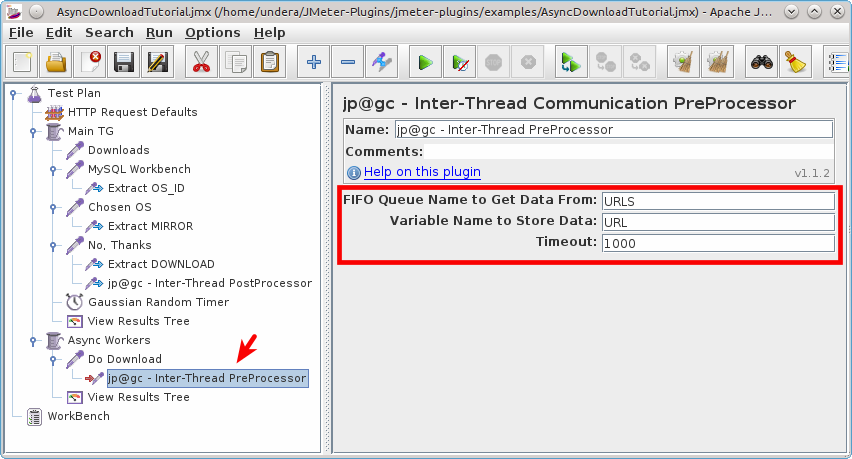 AsyncDownloadTutorial.jmx (/home/undera/JMeter-Plugins/jmeter-plugins/examples/AsyncDownloadTutorial.jmx) - Apache J...
File Edit Search Run Options Help
Test Plan
HTTP Request Defaults
Main TG
Downloads
MySQL Workbench
Extract OS_ID
Chosen OS
Extract MIRROR
No, Thanks
Extract DOWNLOAD
jp@gc - Inter-Thread PostProcessor
Gaussian Random Timer
View Results Tree
Async Workers
Do Download
jp@gc - Inter-Thread PreProcessor
View Results Tree
WorkBench
jp@gc - Inter-Thread Communication PreProcessor
Name: jp@gc - Inter-Thread PreProcessor
Comments:
Help on this plugin v1.1.2
FIFO Queue Name to Get Data From: URLS
Variable Name to Store Data: URL
Timeout: 1000